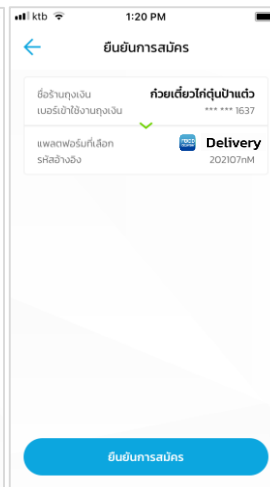 ktb 1:20 PM
ยืนยันการสมัคร
ชื่อร้านถุงเงิน ก๋วยเตี๋ยวไก่ตุ๋นป้าแต๋ว
เบอร์เข้าใช้งานถุงเงิน *** *** 1637
แพลตฟอร์มที่เลือก Delivery
รหัสอ้างอิง 202107nM
ยืนยันการสมัคร